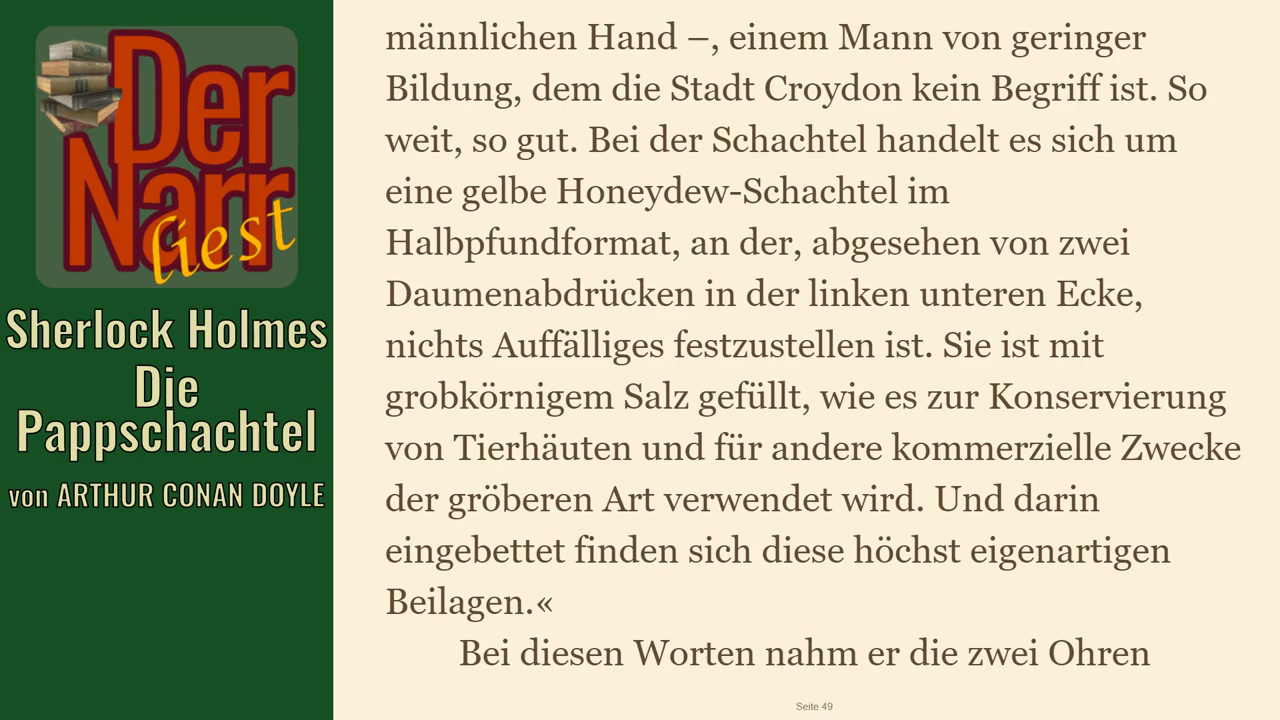 Der
Narr
liest
Sherlock Holmes
Die
Pappschachtel
von ARTHUR CONAN DOYLE
männlichen Hand –, einem Mann von geringer
Bildung, dem die Stadt Croydon kein Begriff ist. So
weit, so gut. Bei der Schachtel handelt es sich um
eine gelbe Honeydew-Schachtel im
Halbpfundformat, an der, abgesehen von zwei
Daumenabdrücken in der linken unteren Ecke,
nichts Auffälliges festzustellen ist. Sie ist mit
grobkörnigem Salz gefüllt, wie es zur Konservierung
von Tierhäuten und für andere kommerzielle Zwecke
der gröberen Art verwendet wird. Und darin
eingebettet finden sich diese höchst eigenartigen
Beilagen.«
Bei diesen Worten nahm er die zwei Ohren
Seite 49